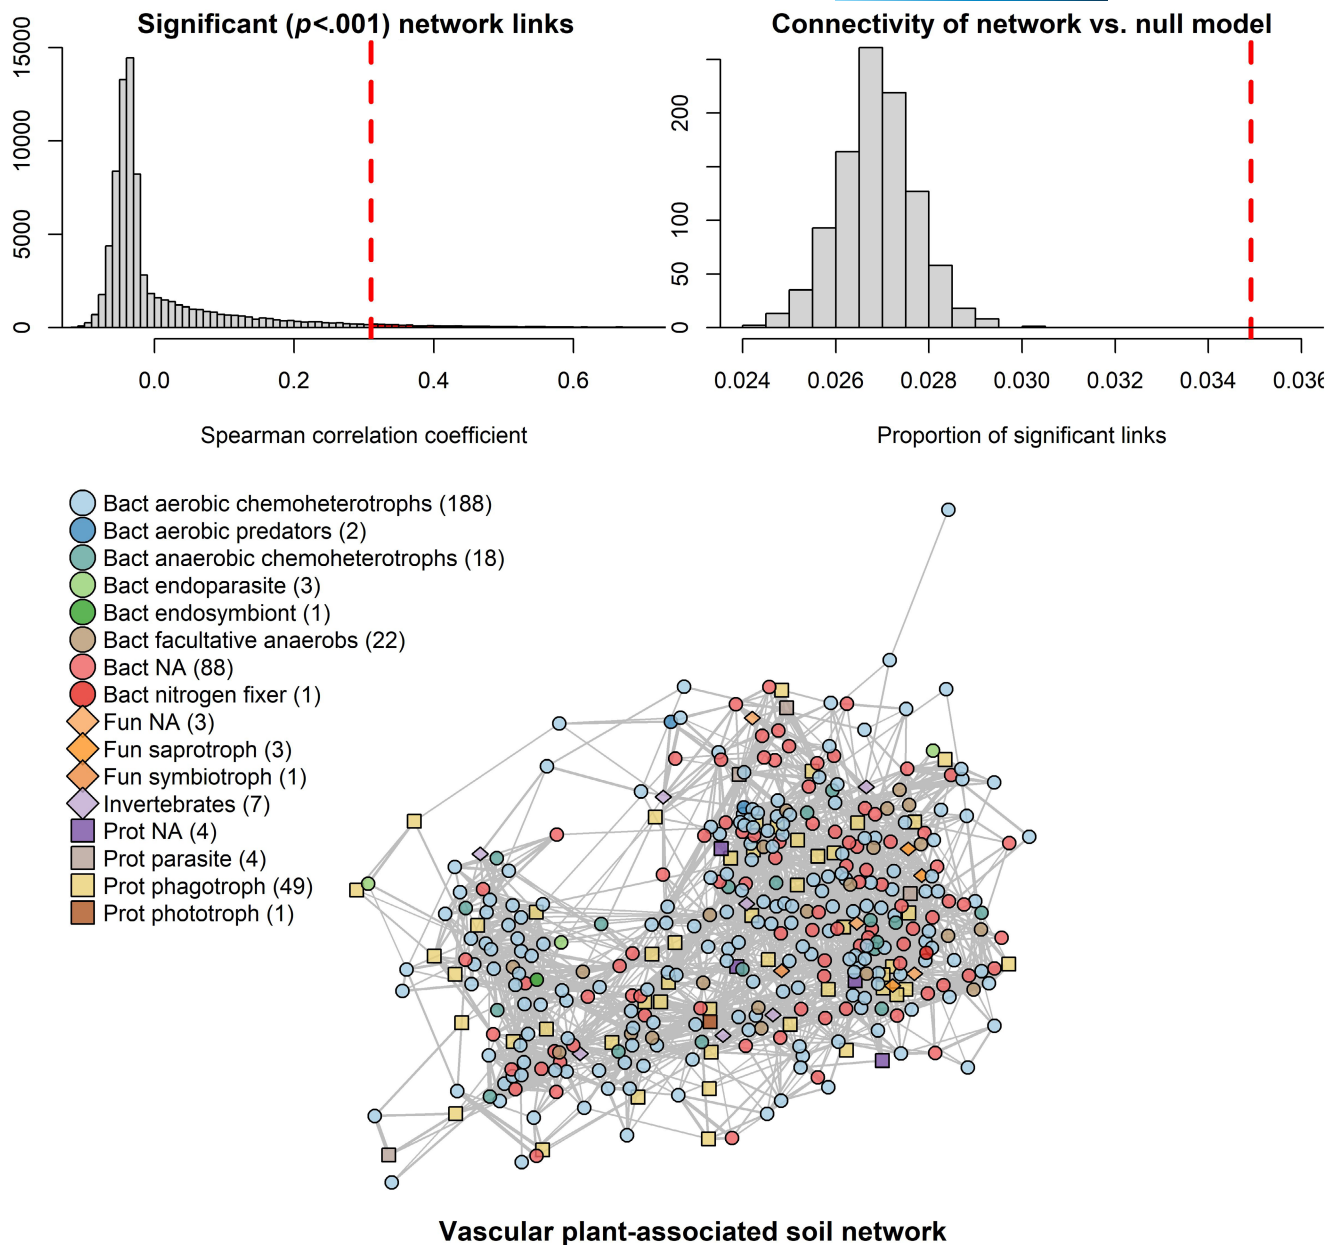 Significant (p<.001) network links
15000
10000
5000
0
0.0 0.2 0.4 0.6
Spearman correlation coefficient
Connectivity of network vs. null model
200
100
50
0
0.024 0.026 0.028 0.030 0.032 0.034 0.036
Proportion of significant links
Bact aerobic chemoheterotrophs (188)
Bact aerobic predators (2)
Bact anaerobic chemoheterotrophs (18)
Bact endoparasite (3)
Bact endosymbiont (1)
Bact facultative anaerobs (22)
Bact NA (88)
Bact nitrogen fixer (1)
Fun NA (3)
Fun saprotroph (3)
Fun symbiotroph (1)
Invertebrates (7)
Prot NA (4)
Prot parasite (4)
Prot phagotroph (49)
Prot phototroph (1)
Vascular plant-associated soil network